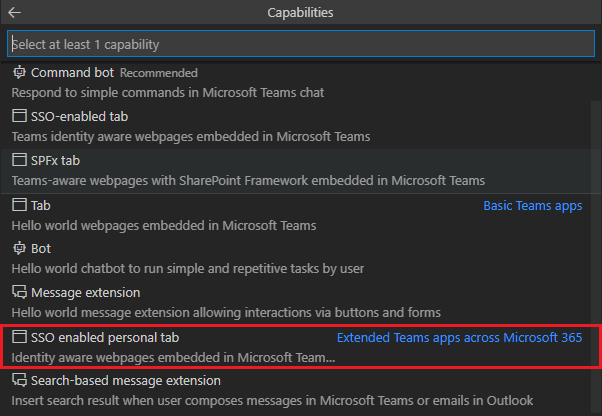 Capabilities
Select at least 1 capability
Command bot Recommended
Respond to simple commands in Microsoft Teams chat
SSO-enabled tab
Teams identity aware webpages embedded in Microsoft Teams
SPFx tab
Teams-aware webpages with SharePoint Framework embedded in Microsoft Teams
Tab Basic Teams apps
Hello world webpages embedded in Microsoft Teams
Bot
Hello world chatbot to run simple and repetitive tasks by user
Message extension
Hello world message extension allowing interactions via buttons and forms
SSO enabled personal tab Extended Teams apps across Microsoft 365
Identity aware webpages embedded in Microsoft Team...
Search-based message extension
Insert search result when user composes messages in Microsoft Teams or emails in Outlook